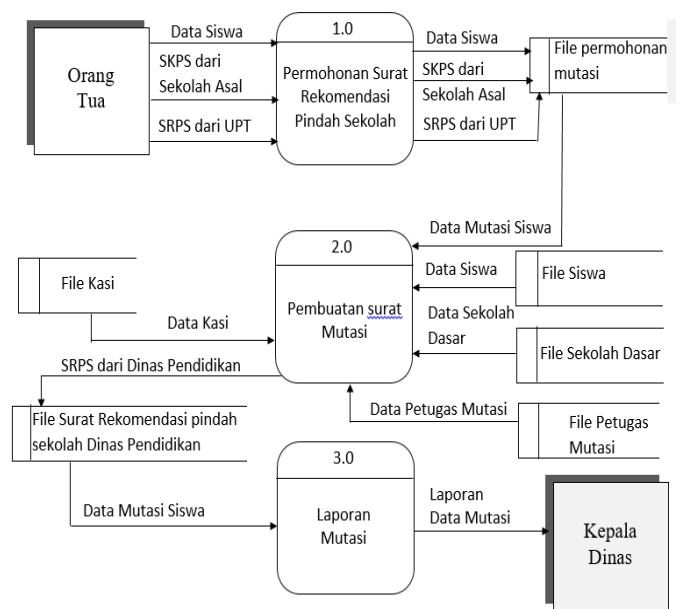 Data Siswa
SKPS dari
Sekolah Asal
SRPS dari UPT
Orang
Tua
1.0
Permohonan Surat
Rekomendasi
Pindah Sekolah
Data Siswa
SKPS dari
Sekolah Asal
SRPS dari UPT
File permohonan
mutasi
Data Mutasi Siswa
2.0
Pembuatan surat
Mutasi
File Kasi
Data Kasi
Data Siswa
File Siswa
Data Sekolah
Dasar
File Sekolah Dasar
SRPS dari Dinas Pendidikan
Data Petugas Mutasi
File Petugas
Mutasi
File Surat Rekomendasi pindah
sekolah Dinas Pendidikan
Data Mutasi Siswa
3.0
Laporan
Mutasi
Laporan
Data Mutasi
Kepala
Dinas